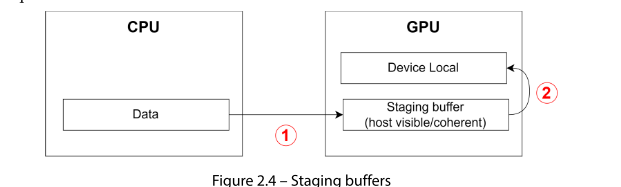 CPU
GPU
Device Local
2
Data
Staging buffer
(host visible/coherent)
1
Figure 2.4 – Staging buffers